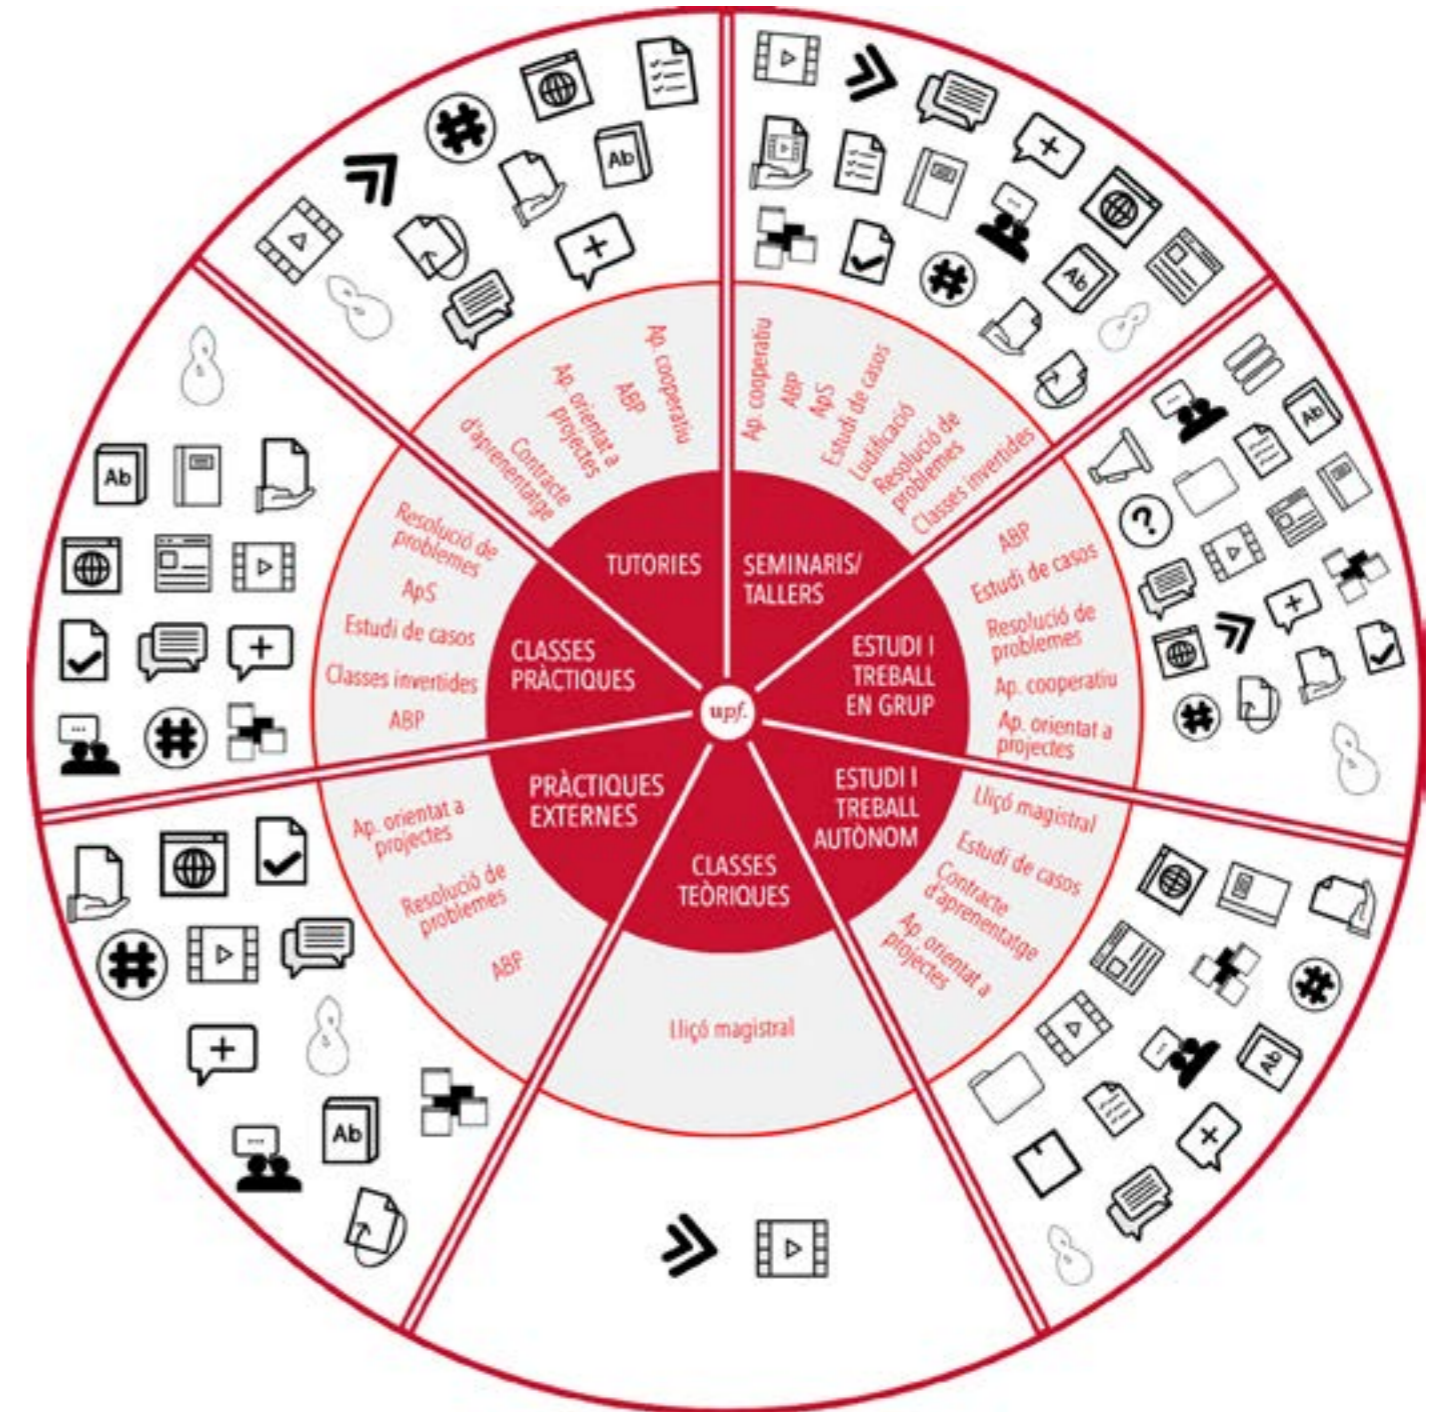 upf.
TUTORIES
Ap. cooperatiu
ABP
Ap. orientat a
projectes
Contracte
d'aprenentatge
SEMINARIS/
TALLERS
Ap. cooperatiu
ABP
ApS
Estudi de casos
Ludificació
Resolució de
problemes
Classes invertides
ESTUDI I
TREBALL
EN GRUP
ABP
Estudi de casos
Resolució de
problemes
Ap. cooperatiu
Ap. orientat a
projectes
ESTUDI I
TREBALL
AUTÒNOM
Lliçó magistral
Estudi de casos
Contracte
d'aprenentatge
Ap. orientat a
projectes
CLASSES
TEÒRIQUES
Lliçó magistral
PRÀCTIQUES
EXTERNES
Ap. orientat a
projectes
Resolució de
problemes
ABP
CLASSES
PRÀCTIQUES
Resolució de
problemes
ApS
Estudi de casos
Classes invertides
ABP
Ab
Ab
Ab
Ab
Ab
Ab